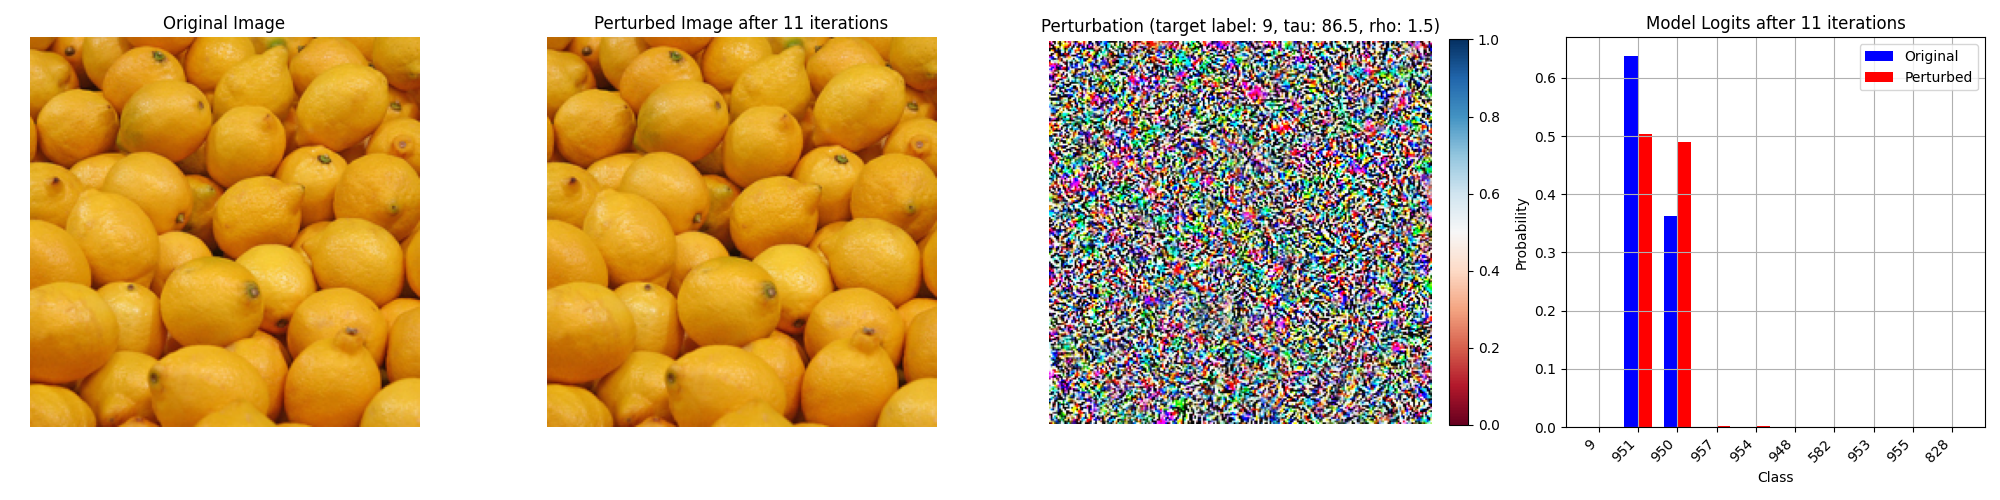 Original Image
Perturbed Image after 11 iterations
Perturbation (target label: 9, tau: 86.5, rho: 1.5)
1.0
0.8
0.6
0.4
0.2
0.0
Model Logits after 11 iterations
Original
Perturbed
Probability
0.6
0.5
0.4
0.3
0.2
0.1
0.0
9
951
950
957
954
948
582
953
955
828
Class